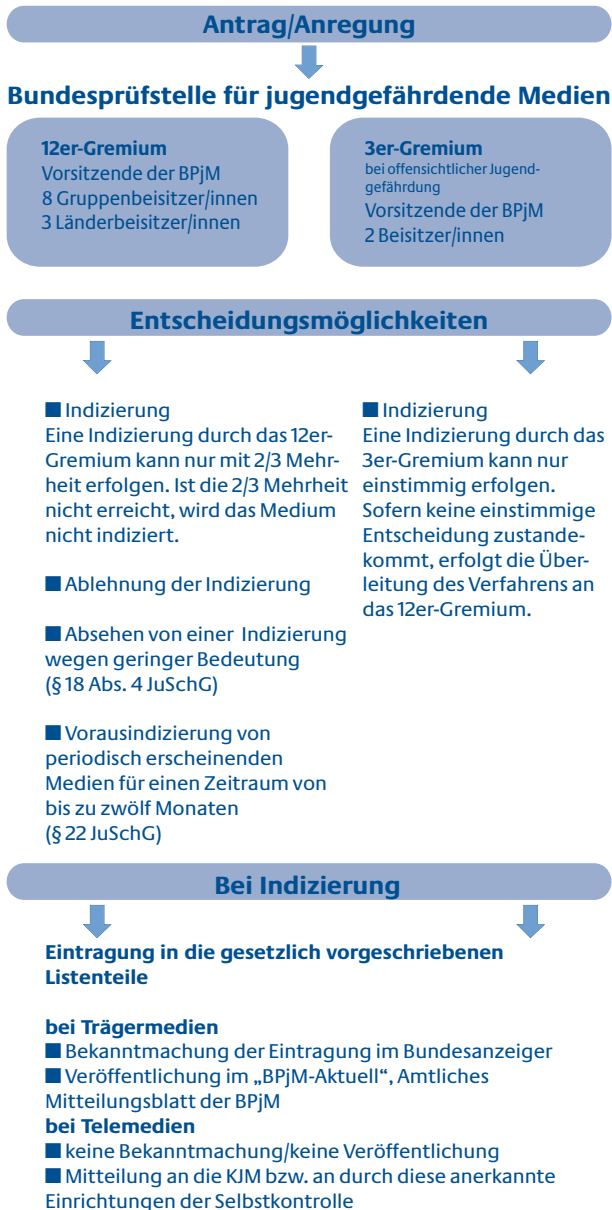 Antrag/Anregung
Bundesprüfstelle für jugendgefährdende Medien
12er-Gremium
Vorsitzende der BPjM
8 Gruppenbeisitzer/innen
3 Länderbeisitzer/innen
3er-Gremium
bei offensichtlicher Jugend-
gefährdung
Vorsitzende der BPjM
2 Beisitzer/innen
Entscheidungsmöglichkeiten
■ Indizierung
Eine Indizierung durch das 12er-
Gremium kann nur mit 2/3 Mehr-
heit erfolgen. Ist die 2/3 Mehrheit
nicht erreicht, wird das Medium
nicht indiziert.
■ Ablehnung der Indizierung
■ Absehen von einer Indizierung
wegen geringer Bedeutung
(§ 18 Abs. 4 JuSchG)
■ Vorausindizierung von
periodisch erscheinenden
Medien für einen Zeitraum von
bis zu zwölf Monaten
(§ 22 JuSchG)
■ Indizierung
Eine Indizierung durch das
3er-Gremium kann nur
einstimmig erfolgen.
Sofern keine einstimmige
Entscheidung zustande-
kommt, erfolgt die Über-
leitung des Verfahrens an
das 12er-Gremium.
Bei Indizierung
Eintragung in die gesetzlich vorgeschriebenen
Listenteile
bei Trägermedien
■ Bekanntmachung der Eintragung im Bundesanzeiger
■ Veröffentlichung im „BPjM-Aktuell“, Amtliches
Mitteilungsblatt der BPjM
bei Telemedien
■ keine Bekanntmachung/keine Veröffentlichung
■ Mitteilung an die KJM bzw. an durch diese anerkannte
Einrichtungen der Selbstkontrolle